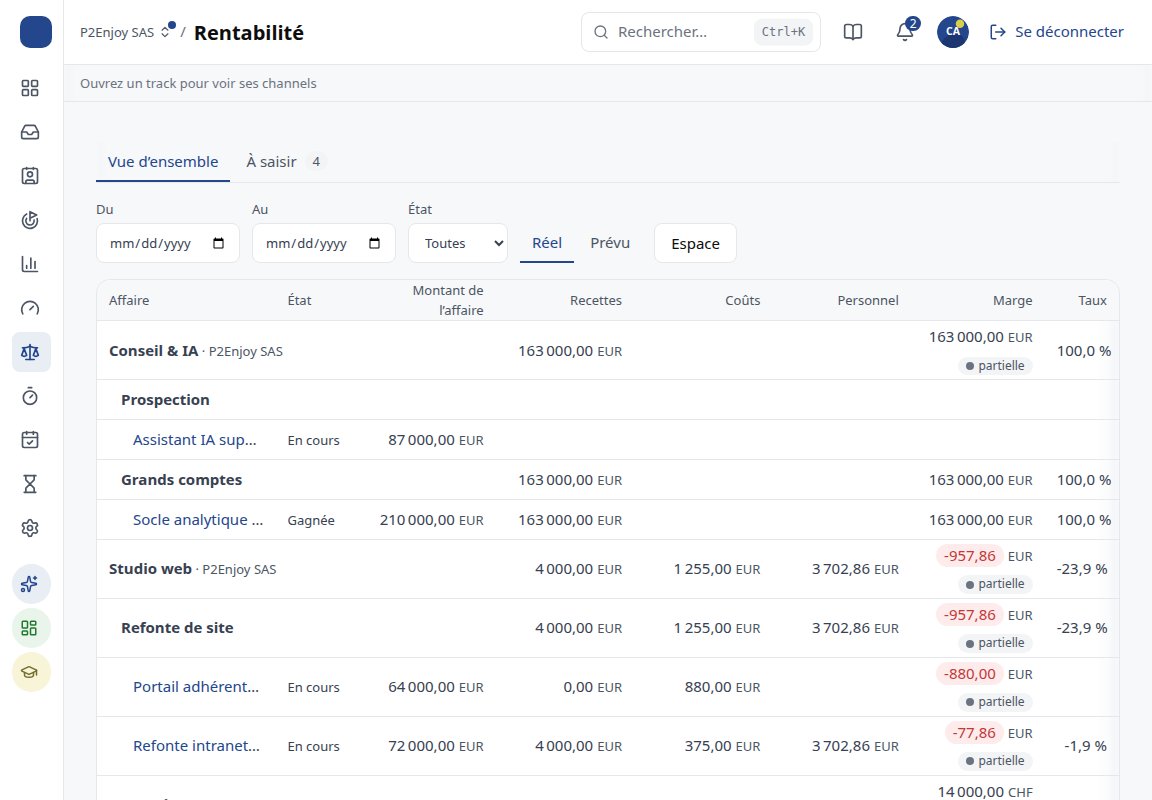 P2Enjoy SAS / Rentabilité
Rechercher... Ctrl+K
2
CA
Se déconnecter
Ouvrez un track pour voir ses channels
Vue d’ensemble
À saisir 4
Du
Au
État
mm/dd/yyyy
mm/dd/yyyy
Toutes
Réel
Prévu
Espace
Affaire État Montant de l’affaire Recettes Coûts Personnel Marge Taux
Conseil & IA · P2Enjoy SAS 163 000,00 EUR 163 000,00 EUR partielle 100,0 %
Prospection
Assistant IA sup... En cours 87 000,00 EUR
Grands comptes 163 000,00 EUR 163 000,00 EUR 100,0 %
Socle analytique ... Gagnée 210 000,00 EUR 163 000,00 EUR 163 000,00 EUR 100,0 %
Studio web · P2Enjoy SAS 4 000,00 EUR 1 255,00 EUR 3 702,86 EUR -957,86 EUR partielle -23,9 %
Refonte de site 4 000,00 EUR 1 255,00 EUR 3 702,86 EUR -957,86 EUR partielle -23,9 %
Portail adhérent... En cours 64 000,00 EUR 0,00 EUR 880,00 EUR -880,00 EUR partielle
Refonte intranet... En cours 72 000,00 EUR 4 000,00 EUR 375,00 EUR 3 702,86 EUR -77,86 EUR partielle -1,9 %
14 000,00 CHF